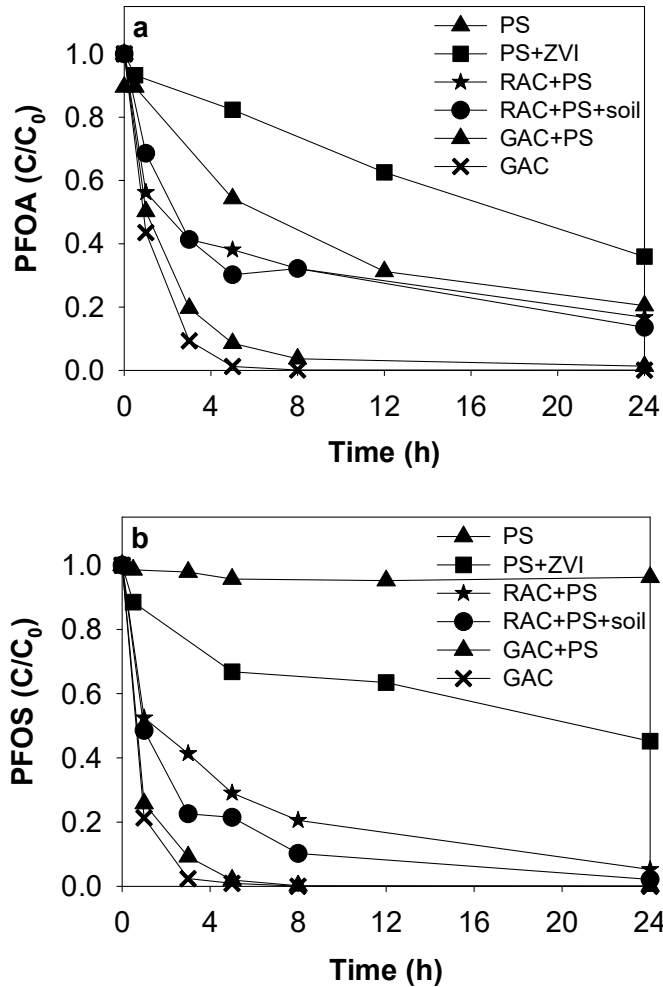 a
PS
PS+ZVI
RAC+PS
RAC+PS+soil
GAC+PS
GAC
1.0
0.8
0.6
0.4
0.2
0.0
PFOA (C/C0)
0 4 8 12 16 20 24
Time (h)
b
PS
PS+ZVI
RAC+PS
RAC+PS+soil
GAC+PS
GAC
1.0
0.8
0.6
0.4
0.2
0.0
PFOS (C/C0)
0 4 8 12 16 20 24
Time (h)